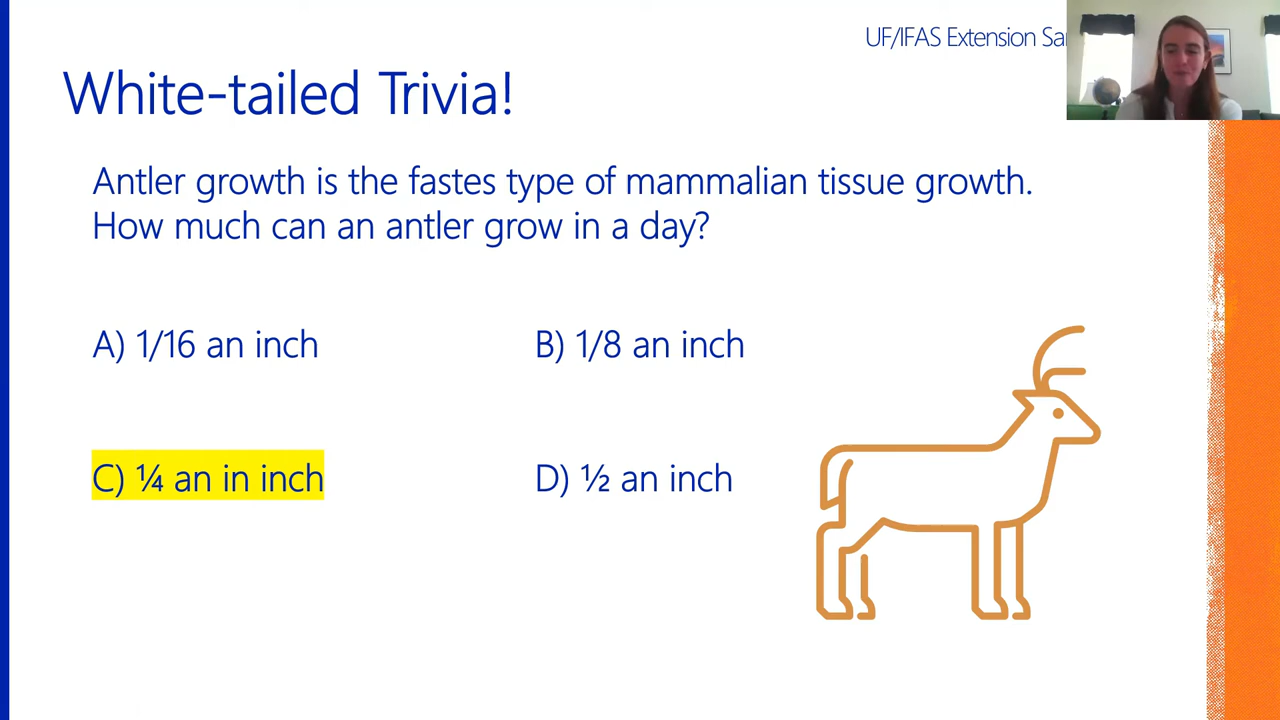 UF/IFAS Extension
White-tailed Trivia!
Antler growth is the fastes type of mammalian tissue growth.
How much can an antler grow in a day?
A) 1/16 an inch
B) 1/8 an inch
C) ¼ an in inch
D) ½ an inch